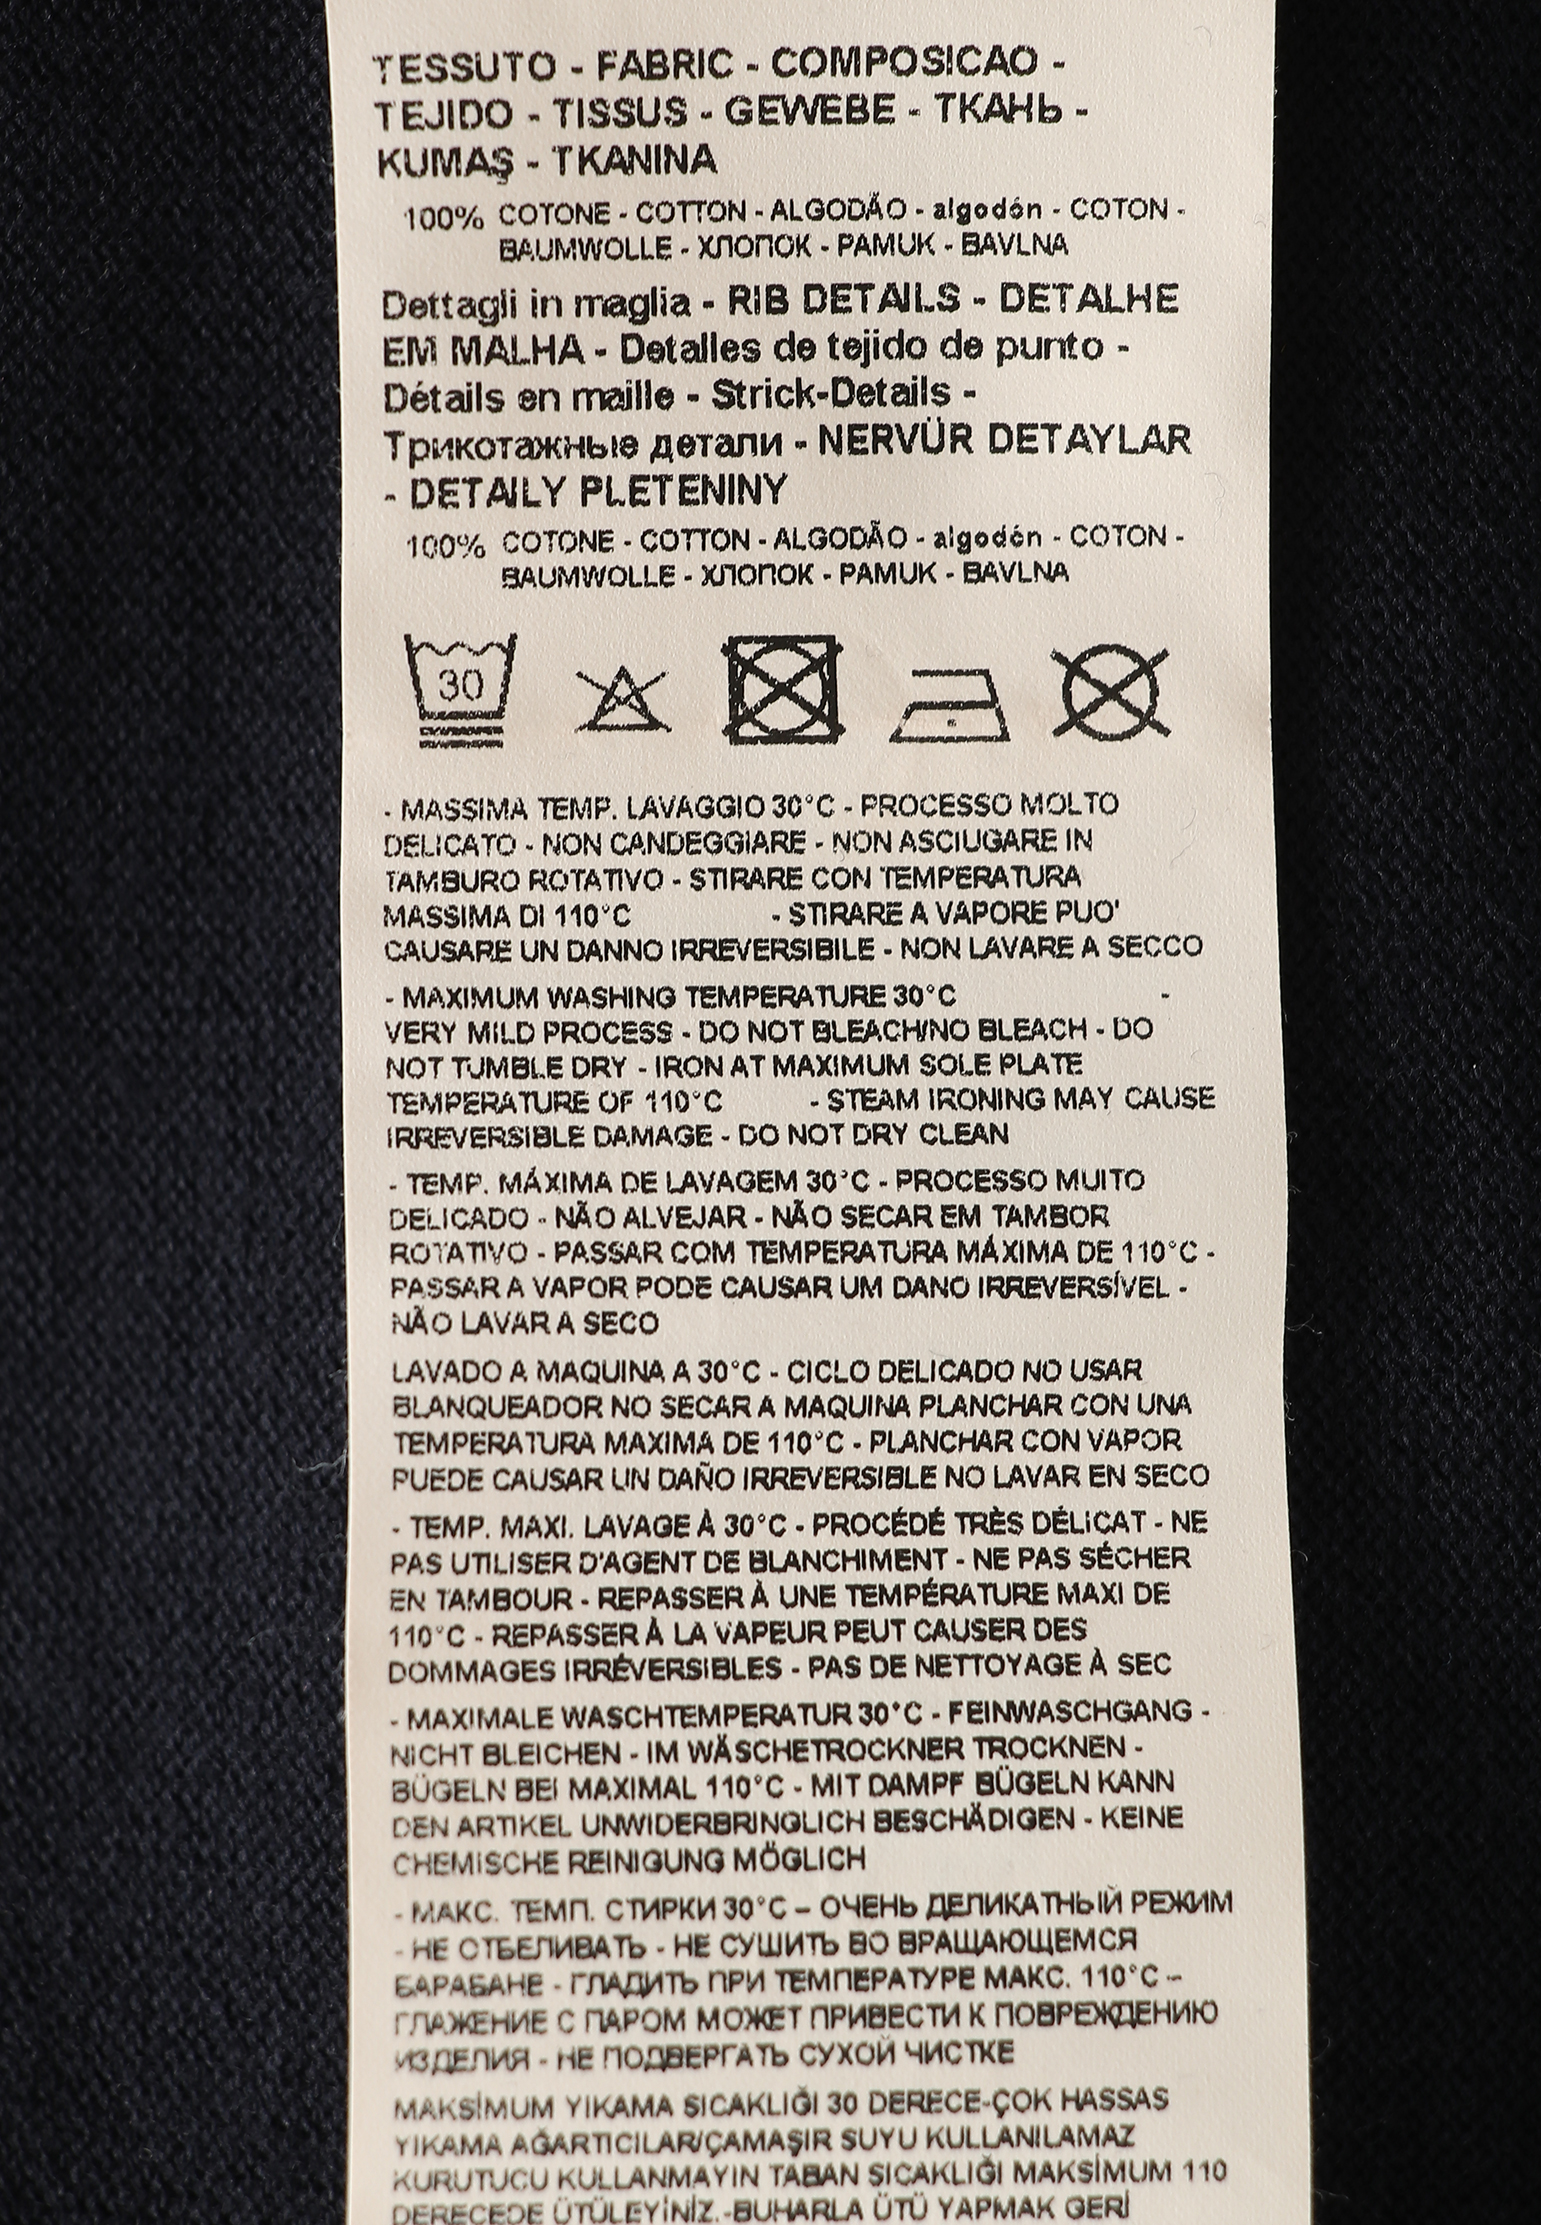 TESSUTO - FABRIC - COMPOSICAO -
TEJIDO - TISSUS - GEWEBE - ТКАНЬ -
KUMAŞ - TKANINA
100% COTONE - COTTON - ALGODÃO - algodón - COTON -
BAUMWOLLE - ХЛОПОК - PAMUK - BAVLNA
Dettagli in maglia - RIB DETAILS - DETALHE
EM MALHA - Detalles de tejido de punto -
Détails en maille - Strick-Details -
Трикотажные детали - NERVÜR DETAYLAR
- DETAILY PLETENINY
100% COTONE - COTTON - ALGODÃO - algodón - COTON -
BAUMWOLLE - ХЛОПОК - PAMUK - BAVLNA
30
- MASSIMA TEMP. LAVAGGIO 30°C - PROCESSO MOLTO
DELICATO - NON CANDEGGIARE - NON ASCIUGARE IN
TAMBURO ROTATIVO - STIRARE CON TEMPERATURA
MASSIMA DI 110°C - STIRARE A VAPORE PUO'
CAUSARE UN DANNO IRREVERSIBILE - NON LAVARE A SECCO
- MAXIMUM WASHING TEMPERATURE 30°C -
VERY MILD PROCESS - DO NOT BLEACH/NO BLEACH - DO
NOT TUMBLE DRY - IRON AT MAXIMUM SOLE PLATE
TEMPERATURE OF 110°C - STEAM IRONING MAY CAUSE
IRREVERSIBLE DAMAGE - DO NOT DRY CLEAN
- TEMP. MÁXIMA DE LAVAGEM 30°C - PROCESSO MUITO
DELICADO - NÃO ALVEJAR - NÃO SECAR EM TAMBOR
ROTATIVO - PASSAR COM TEMPERATURA MÁXIMA DE 110°C -
PASSAR A VAPOR PODE CAUSAR UM DANO IRREVERSÍVEL -
NÃO LAVAR A SECO
LAVADO A MAQUINA A 30°C - CICLO DELICADO NO USAR
BLANQUEADOR NO SECAR A MAQUINA PLANCHAR CON UNA
TEMPERATURA MAXIMA DE 110°C - PLANCHAR CON VAPOR
PUEDE CAUSAR UN DAÑO IRREVERSIBLE NO LAVAR EN SECO
- TEMP. MAXI. LAVAGE À 30°C - PROCÉDÉ TRÈS DÉLICAT - NE
PAS UTILISER D'AGENT DE BLANCHIMENT - NE PAS SÉCHER
EN TAMBOUR - REPASSER À UNE TEMPÉRATURE MAXI DE
110°C - REPASSER À LA VAPEUR PEUT CAUSER DES
DOMMAGES IRRÉVERSIBLES - PAS DE NETTOYAGE À SEC
- MAXIMALE WASCHTEMPERATUR 30°C - FEINWASCHGANG -
NICHT BLEICHEN - IM WÄSCHETROCKNER TROCKNEN -
BÜGELN BEI MAXIMAL 110°C - MIT DAMPF BÜGELN KANN
DEN ARTIKEL UNWIDERBRINGLICH BESCHÄDIGEN - KEINE
CHEMISCHE REINIGUNG MÖGLICH
- МАКС. ТЕМП. СТИРКИ 30°C – ОЧЕНЬ ДЕЛИКАТНЫЙ РЕЖИМ
- НЕ ОТБЕЛИВАТЬ - НЕ СУШИТЬ ВО ВРАЩАЮЩЕМСЯ
БАРАБАНЕ - ГЛАДИТЬ ПРИ ТЕМПЕРАТУРЕ МАКС. 110°C –
ГЛАЖЕНИЕ С ПАРОМ МОЖЕТ ПРИВЕСТИ К ПОВРЕЖДЕНИЮ
ИЗДЕЛИЯ - НЕ ПОДВЕРГАТЬ СУХОЙ ЧИСТКЕ
MAKSİMUM YIKAMA SICAKLIĞI 30 DERECE-ÇOK HASSAS
YIKAMA AĞARTICILAR/ÇAMAŞIR SUYU KULLANILAMAZ
KURUTUCU KULLANMAYIN TABAN SICAKLIĞI MAKSİMUM 110
DERECEDE ÜTÜLEYİNİZ.-BUHARLA ÜTÜ YAPMAK GERİ